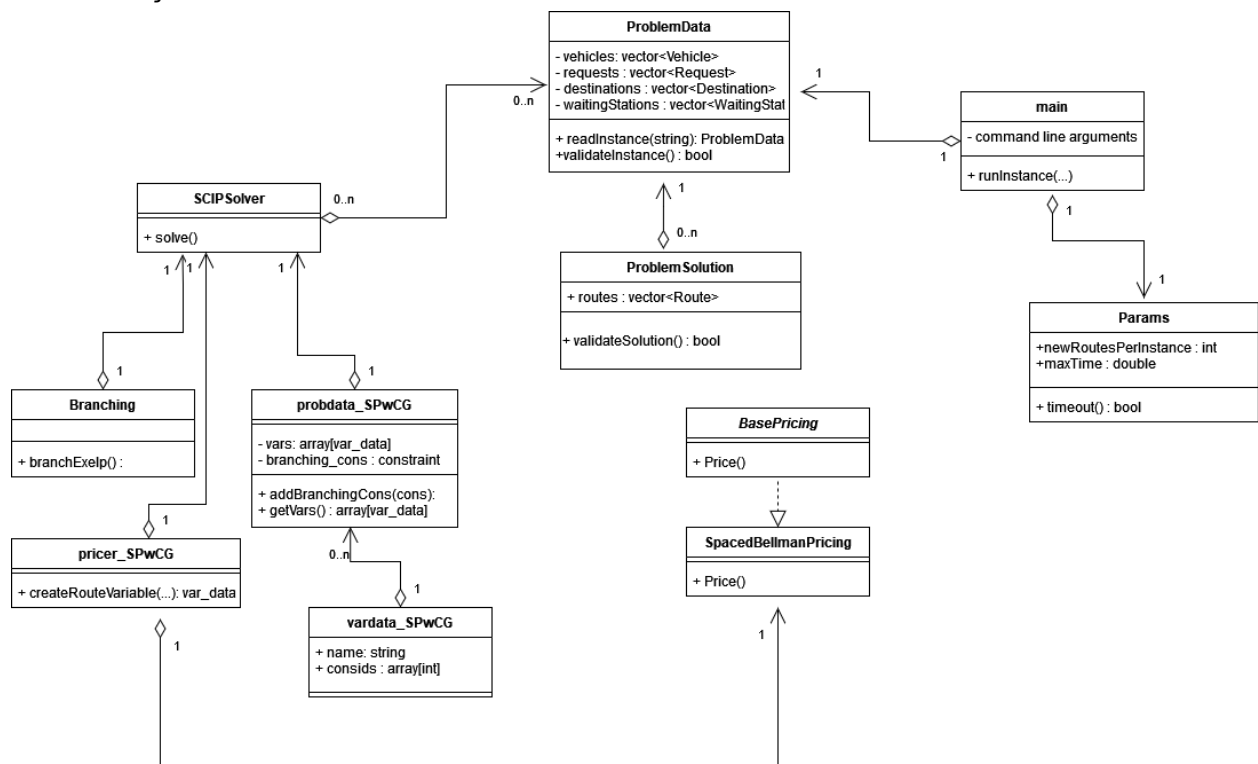 ProblemData
- vehicles: vector<Vehicle>
- requests : vector<Request>
- destinations : vector<Destination>
- waitingStations : vector<WaitingStat
+ readInstance(string): ProblemData
+validateInstance() : bool
1
0..n
main
- command line arguments
+ runInstance(...)
1
1
SCIPSolver
+ solve()
0..n
1
0..n
ProblemSolution
+ routes : vector<Route>
+ validateSolution() : bool
1
1
1
1
Params
+newRoutesPerInstance : int
+maxTime : double
+ timeout() : bool
1
1
Branching
+ branchExelp() :
probdata_SPwCG
- vars: array[var_data]
- branching_cons : constraint
+ addBranchingCons(cons):
+ getVars() : array[var_data]
BasePricing
+ Price()
1
pricer_SPwCG
+ createRouteVariable(...): var_data
0..n
1
SpacedBellmanPricing
+ Price()
1
vardata_SPwCG
+ name: string
+ consids : array[int]
1